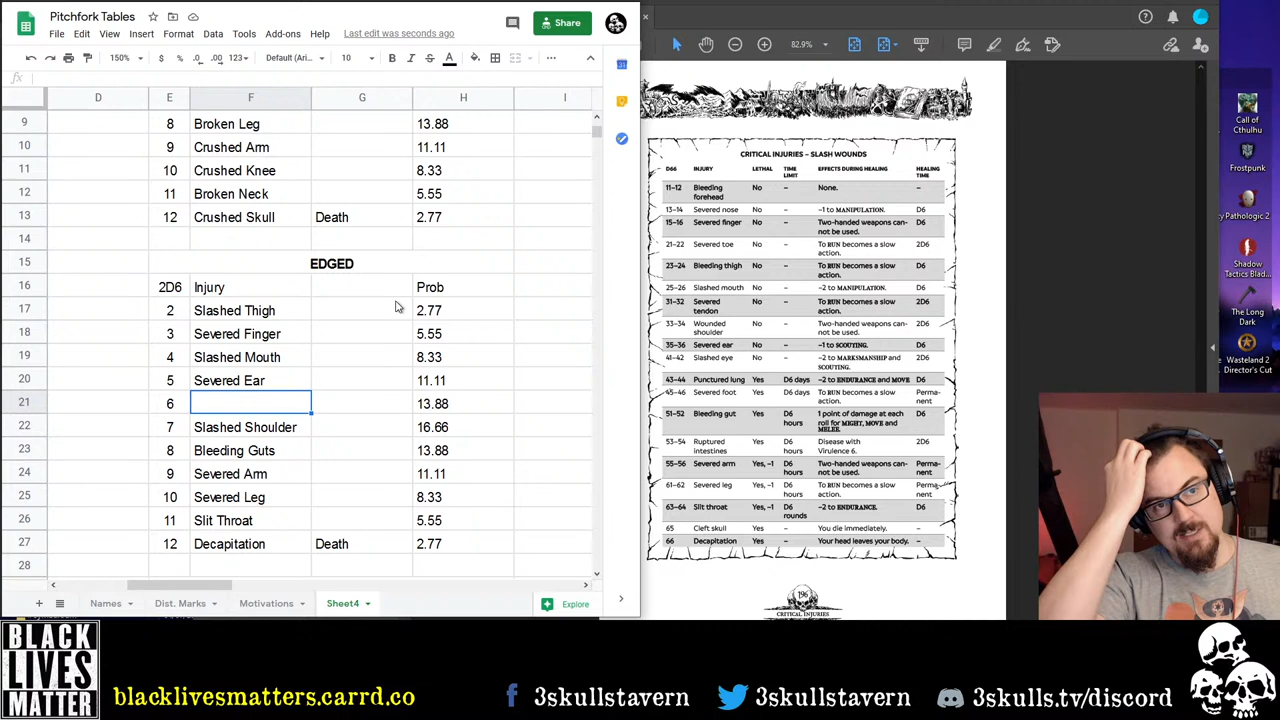 Pitchfork Tables
File Edit View Insert Format Data Tools Add-ons Help Last edit was seconds ago
Share
150% $ % .0 .00 123 Default (Ari... 10 B I S A
D E F G H I
9 8 Broken Leg 13.88
10 9 Crushed Arm 11.11
11 10 Crushed Knee 8.33
12 11 Broken Neck 5.55
13 12 Crushed Skull Death 2.77
14
15 EDGED
16 2D6 Injury Prob
17 2 Slashed Thigh 2.77
18 3 Severed Finger 5.55
19 4 Slashed Mouth 8.33
20 5 Severed Ear 11.11
21 6 13.88
22 7 Slashed Shoulder 16.66
23 8 Bleeding Guts 13.88
24 9 Severed Arm 11.11
25 10 Severed Leg 8.33
26 11 Slit Throat 5.55
27 12 Decapitation Death 2.77
28
Names Dist. Marks Motivations Sheet4 Explore
82.9%
CRITICAL INJURIES – SLASH WOUNDS
D66 INJURY LETHAL TIME LIMIT EFFECTS DURING HEALING HEALING TIME
11–12 Bleeding forehead No – None. –
13–14 Severed nose No – –1 to MANIPULATION. D6
15–16 Severed finger No – Two-handed weapons cannot be used. D6
21–22 Severed toe No – To RUN becomes a slow action. 2D6
23–24 Bleeding thigh No – To RUN becomes a slow action. D6
25–26 Slashed mouth No – –2 to MANIPULATION. D6
31–32 Severed tendon No – To RUN becomes a slow action. 2D6
33–34 Wounded shoulder No – Two-handed weapons cannot be used. 2D6
35–36 Severed ear No – –1 to SCOUTING. D6
41–42 Slashed eye No – –2 to MARKSMANSHIP and SCOUTING. 2D6
43–44 Punctured lung Yes D6 days –2 to ENDURANCE and MOVE D6
45–46 Severed foot Yes D6 days To RUN becomes a slow action. Permanent
51–52 Bleeding gut Yes D6 hours 1 point of damage at each roll for MIGHT, MOVE and MELEE. D6
53–54 Ruptured intestines Yes D6 hours Disease with Virulence 6. 2D6
55–56 Severed arm Yes, –1 D6 hours Two-handed weapons cannot be used. Permanent
61–62 Severed leg Yes, –1 D6 hours To RUN becomes a slow action. Permanent
63–64 Slit throat Yes, –1 D6 rounds –2 to ENDURANCE. D6
65 Cleft skull Yes – You die immediately. –
66 Decapitation Yes – Your head leaves your body. –
196
CRITICAL INJURIES
Call of Cthulhu
Frostpunk
Pathologic 2
Shadow Tactics Blad...
The Long Dark
Wasteland 2 Director's Cut
BLACK LIVES MATTER
blacklivesmatters.carrd.co
3skullstavern
3skullstavern
3skulls.tv/discord